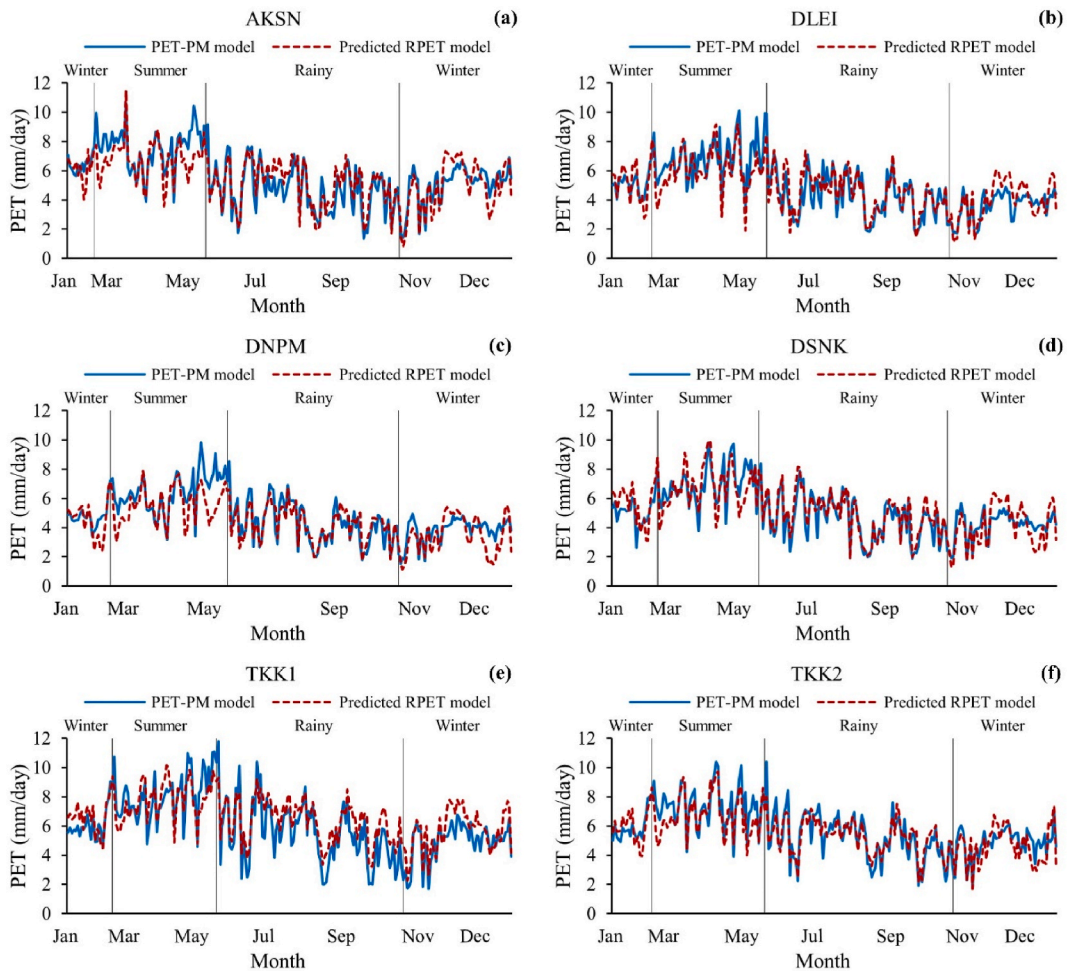 AKSN (a)
PET-PM model Predicted RPET model
Winter Summer Rainy Winter
PET (mm/day)
12
10
8
6
4
2
0
Jan Mar May Jul Sep Nov Dec
Month
DLEI (b)
PET-PM model Predicted RPET model
Winter Summer Rainy Winter
PET (mm/day)
12
10
8
6
4
2
0
Jan Mar May Jul Sep Nov Dec
Month
DNPM (c)
PET-PM model Predicted RPET model
Winter Summer Rainy Winter
PET (mm/day)
12
10
8
6
4
2
0
Jan Mar May Sep Nov Dec
Month
DSNK (d)
PET-PM model Predicted RPET model
Winter Summer Rainy Winter
PET (mm/day)
12
10
8
6
4
2
0
Jan Mar May Jul Sep Nov Dec
Month
TKK1 (e)
PET-PM model Predicted RPET model
Winter Summer Rainy Winter
PET (mm/day)
12
10
8
6
4
2
0
Jan Mar May Jul Sep Nov Dec
Month
TKK2 (f)
PET-PM model Predicted RPET model
Winter Summer Rainy Winter
PET (mm/day)
12
10
8
6
4
2
0
Jan Mar May Jul Sep Nov Dec
Month